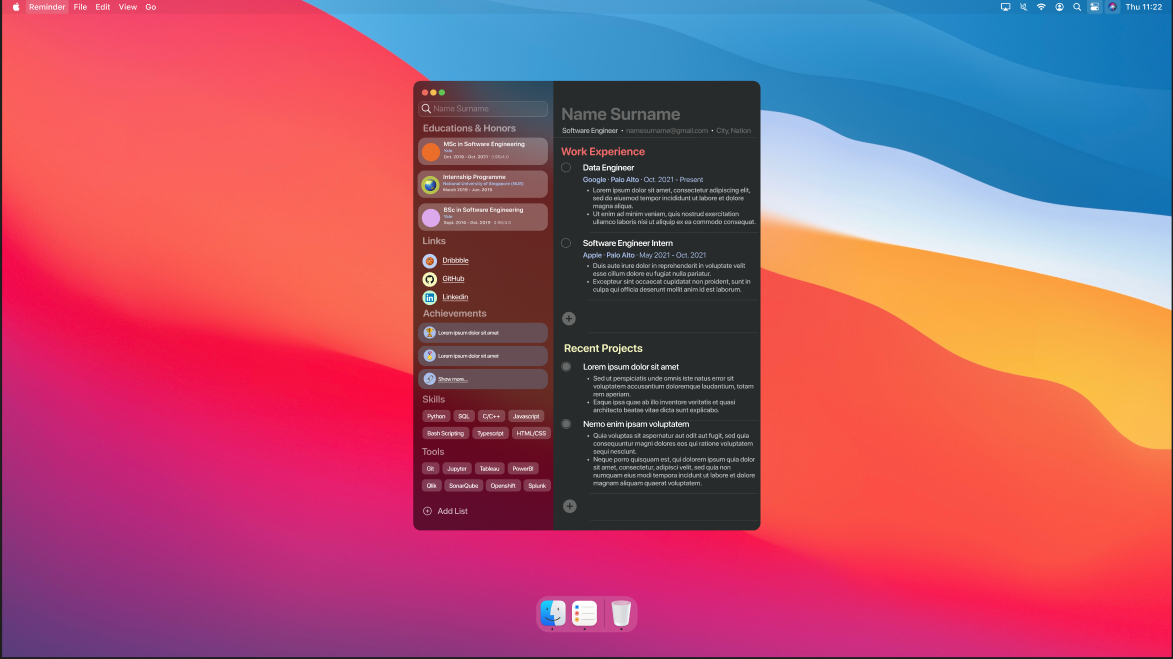 Reminder File Edit View Go
Thu 11:22
Name Surname
Educations & Honors
MSc in Software Engineering
Yale
Oct. 2019 - Oct. 2021 · 3.98/4.0
Internship Programme
National University of Singapore (NUS)
March 2019 - Jun. 2019
BSc in Software Engineering
Yale
Sept. 2016 - Oct. 2019 · 3.98/4.0
Links
Dribbble
GitHub
Linkedin
Achievements
Lorem ipsum dolor sit amet
Lorem ipsum dolor sit amet
Show more...
Skills
Python SQL C/C++ Javascript
Bash Scripting Typescript HTML/CSS
Tools
Git Jupyter Tableau PowerBI
Qlik SonarQube Openshift Splunk
Add List
Name Surname
Software Engineer • namesurname@gmail.com • City, Nation
Work Experience
Data Engineer
Google · Palo Alto · Oct. 2021 - Present
• Lorem ipsum dolor sit amet, consectetur adipiscing elit,
sed do eiusmod tempor incididunt ut labore et dolore
magna aliqua.
• Ut enim ad minim veniam, quis nostrud exercitation
ullamco laboris nisi ut aliquip ex ea commodo consequat.
Software Engineer Intern
Apple · Palo Alto · May 2021 - Oct. 2021
• Duis aute irure dolor in reprehenderit in voluptate velit
esse cillum dolore eu fugiat nulla pariatur.
• Excepteur sint occaecat cupidatat non proident, sunt in
culpa qui officia deserunt mollit anim id est laborum.
Recent Projects
Lorem ipsum dolor sit amet
• Sed ut perspiciatis unde omnis iste natus error sit
voluptatem accusantium doloremque laudantium, totam
rem aperiam.
• Eaque ipsa quae ab illo inventore veritatis et quasi
architecto beatae vitae dicta sunt explicabo.
Nemo enim ipsam voluptatem
• Quia voluptas sit aspernatur aut odit aut fugit, sed quia
consequuntur magni dolores eos qui ratione voluptatem
sequi nesciunt.
• Neque porro quisquam est, qui dolorem ipsum quia dolor
sit amet, consectetur, adipisci velit, sed quia non
numquam eius modi tempora incidunt ut labore et dolore
magnam aliquam quaerat voluptatem.